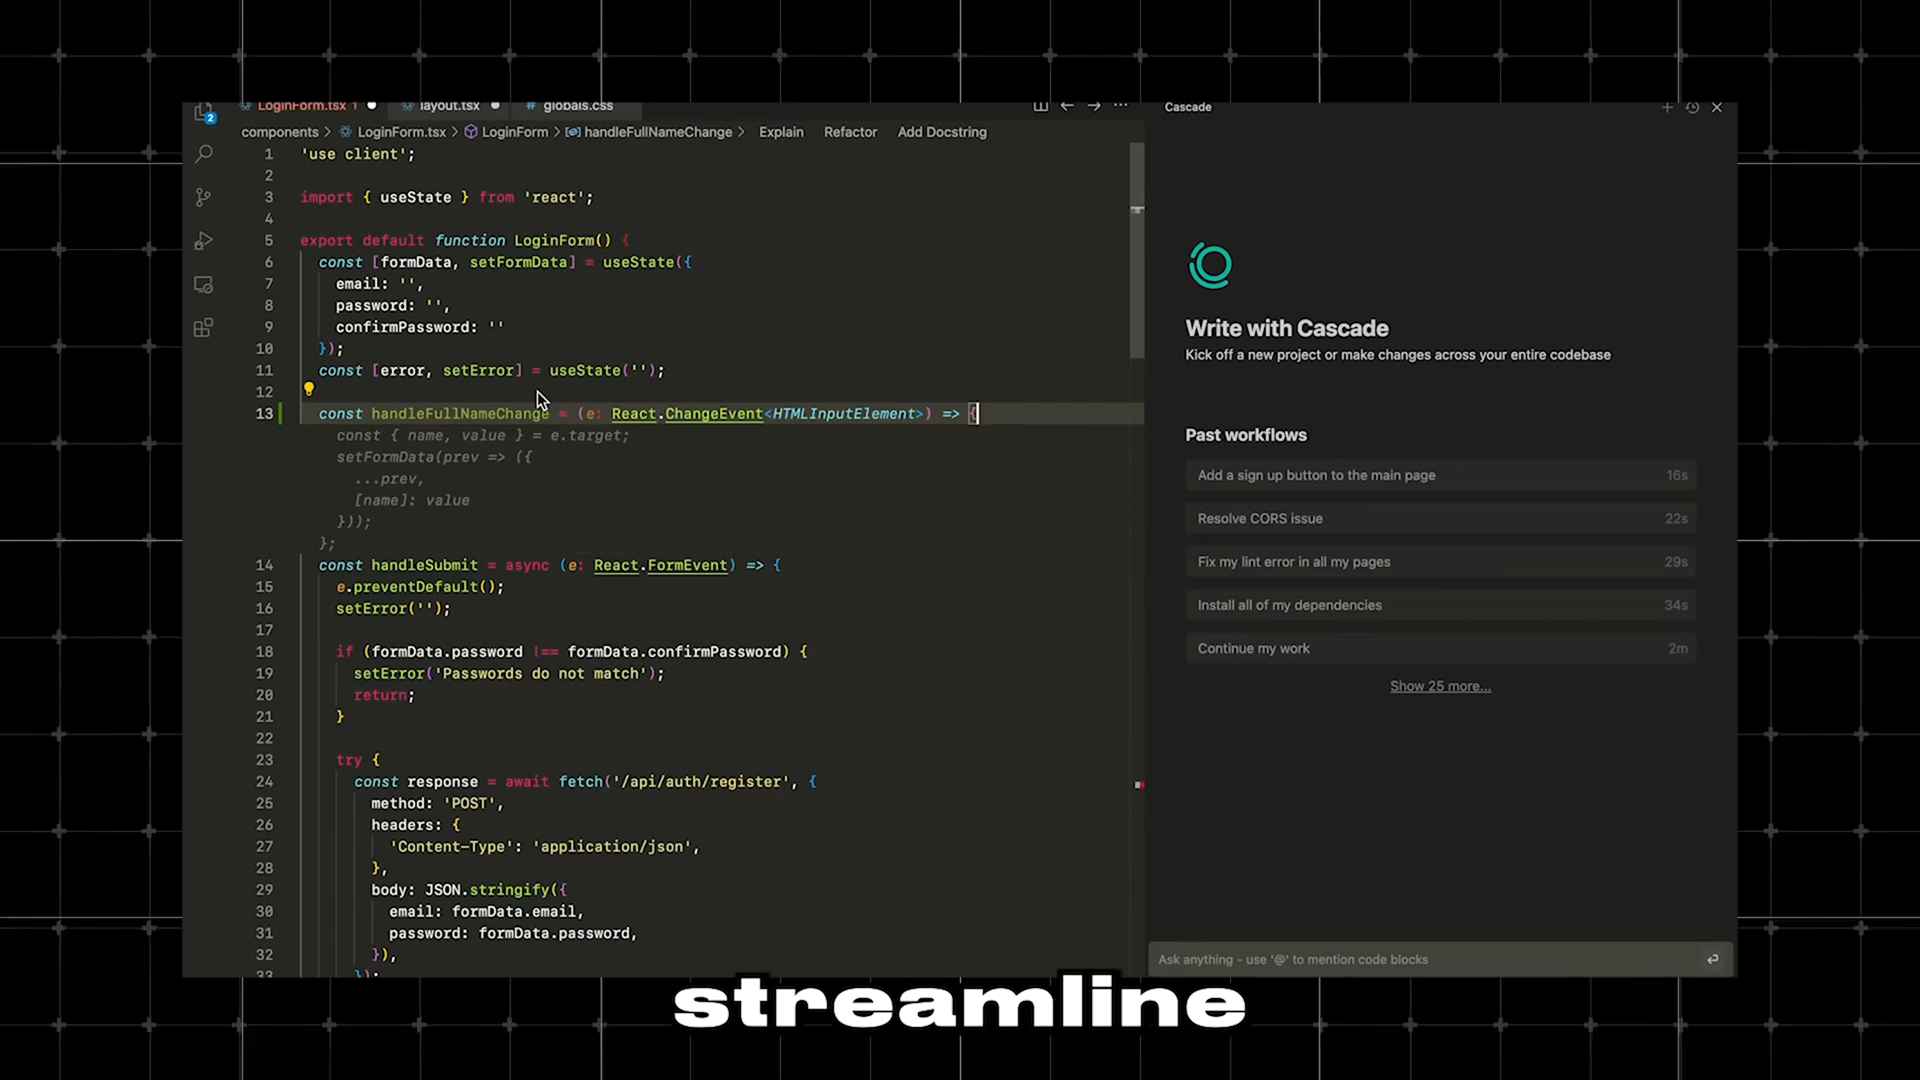 LoginForm.tsx 1
layout.tsx
# globals.css
2
components > LoginForm.tsx > LoginForm > handleFullNameChange > Explain Refactor Add Docstring
1 'use client';
2
3 import { useState } from 'react';
4
5 export default function LoginForm() {
6 const [formData, setFormData] = useState({
7 email: '',
8 password: '',
9 confirmPassword: ''
10 });
11 const [error, setError] = useState('');
12
13 const handleFullNameChange = (e: React.ChangeEvent<HTMLInputElement>) => {
const { name, value } = e.target;
setFormData(prev => ({
...prev,
[name]: value
}));
};
14 const handleSubmit = async (e: React.FormEvent) => {
15 e.preventDefault();
16 setError('');
17
18 if (formData.password !== formData.confirmPassword) {
19 setError('Passwords do not match');
20 return;
21 }
22
23 try {
24 const response = await fetch('/api/auth/register', {
25 method: 'POST',
26 headers: {
27 'Content-Type': 'application/json',
28 },
29 body: JSON.stringify({
30 email: formData.email,
31 password: formData.password,
32 }),
33 });
Cascade
Write with Cascade
Kick off a new project or make changes across your entire codebase
Past workflows
Add a sign up button to the main page 16s
Resolve CORS issue 22s
Fix my lint error in all my pages 29s
Install all of my dependencies 34s
Continue my work 2m
Show 25 more...
Ask anything - use '@' to mention code blocks
streamline